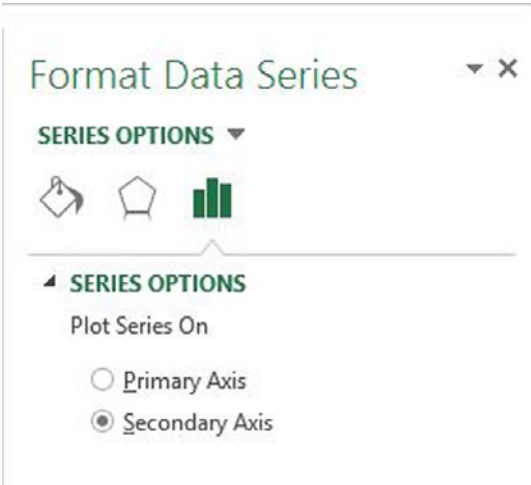 Format Data Series
SERIES OPTIONS
SERIES OPTIONS
Plot Series On
Primary Axis
Secondary Axis